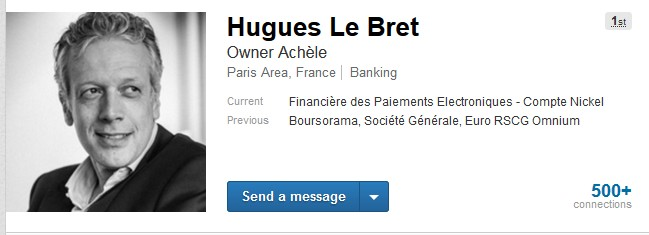 Hugues Le Bret
1st
Owner Achèle
Paris Area, France | Banking
Current Financière des Paiements Electroniques - Compte Nickel
Previous Boursorama, Société Générale, Euro RSCG Omnium
Send a message
500+
connections